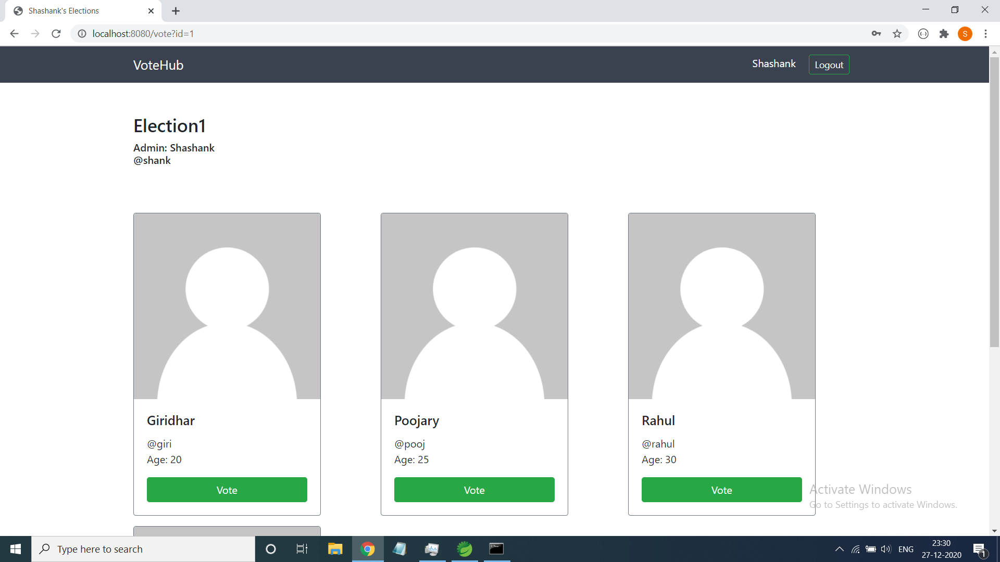 Shashank's Elections
localhost:8080/vote?id=1
S
VoteHub
Shashank
Logout
Election1
Admin: Shashank
@shank
Giridhar
@giri
Age: 20
Vote
Poojary
@pooj
Age: 25
Vote
Rahul
@rahul
Age: 30
Vote
Activate Windows
Go to Settings to activate Windows.
Type here to search
ENG
23:30
27-12-2020
1